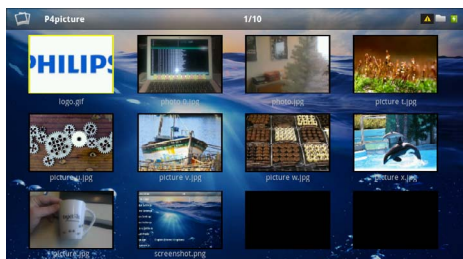 P4picture 1/10
PHILIPS
logo.gif photo b.jpg photo.jpg picture t.jpg
picture u.jpg picture v.jpg picture w.jpg picture x.jpg
picture.jpg screenshot.png